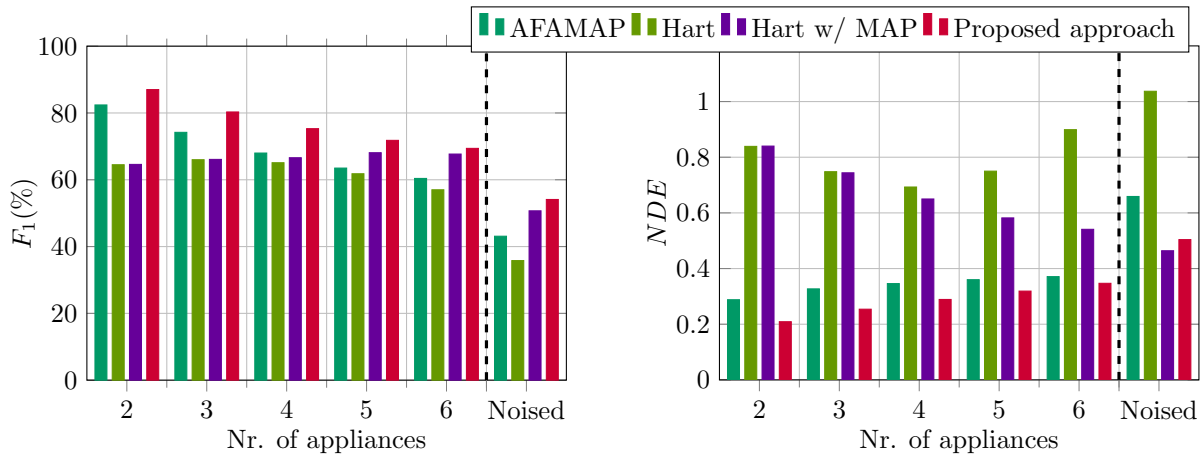 AFAMAP Hart Hart w/ MAP Proposed approach
100
80
60
40
20
0
F1(%)
2 3 4 5 6 Noised
Nr. of appliances
1
0.8
0.6
0.4
0.2
0
NDE
2 3 4 5 6 Noised
Nr. of appliances